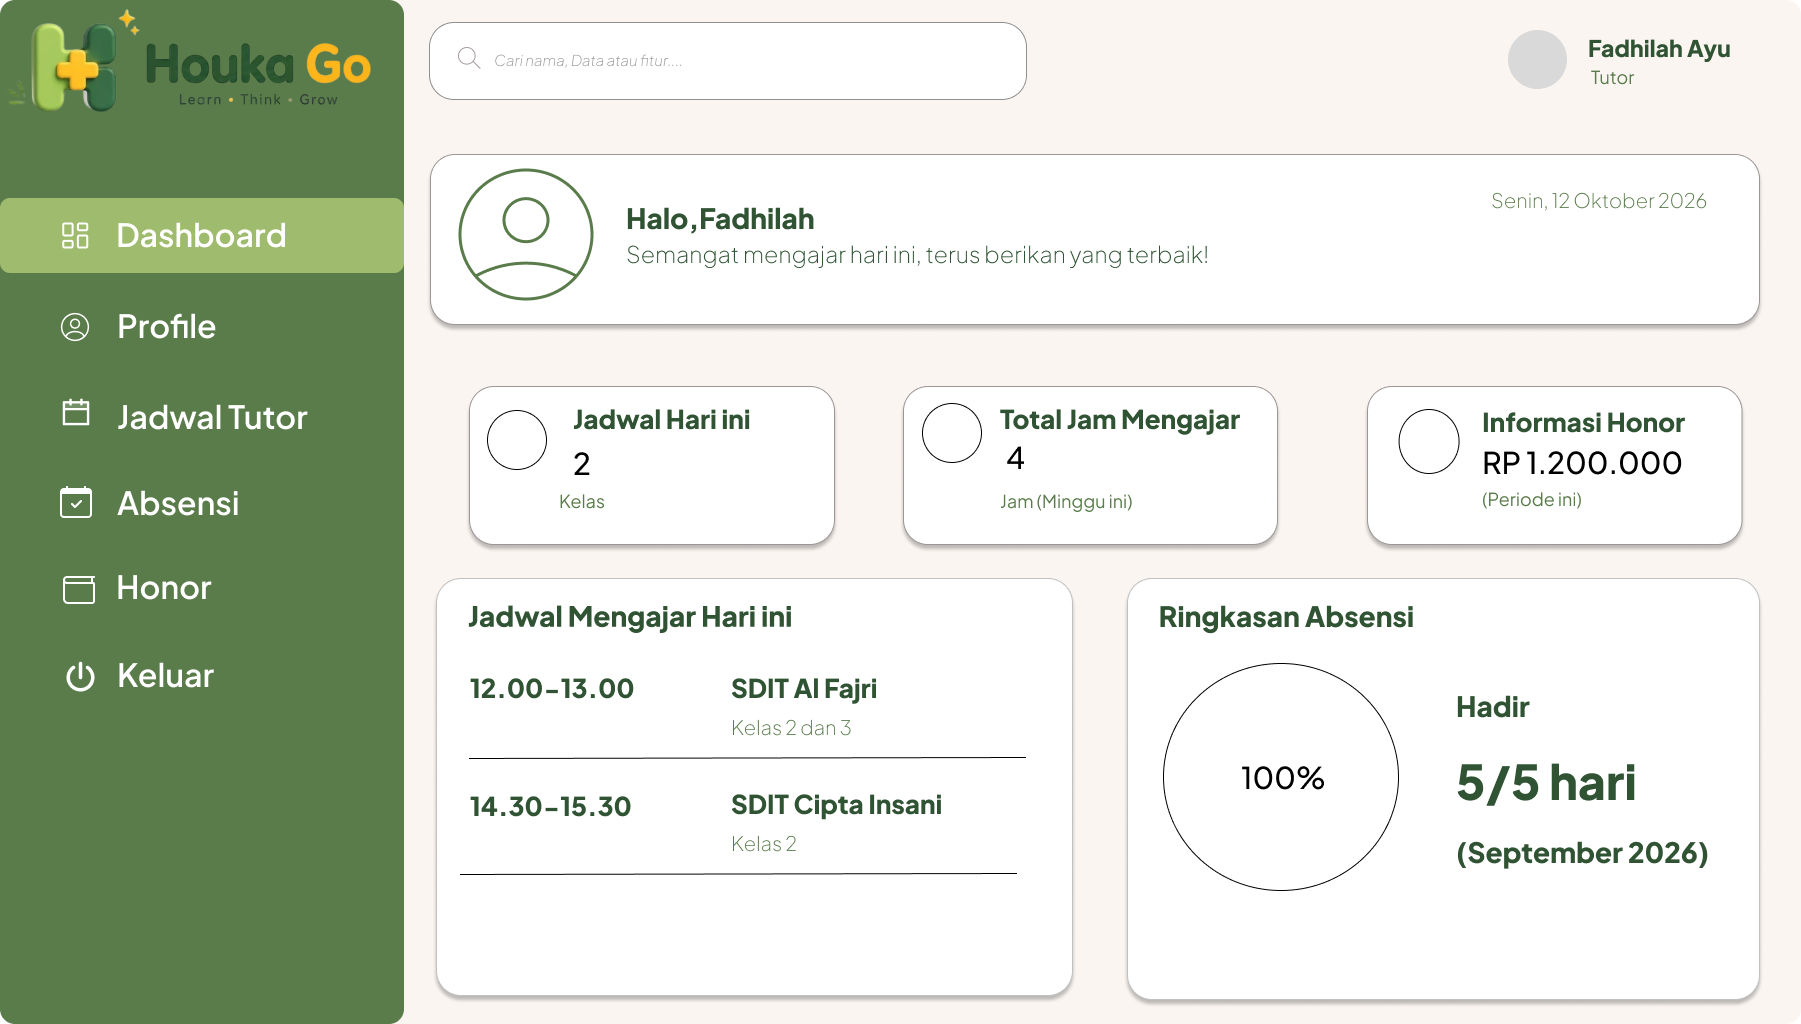 Houka Go
Learn • Think • Grow
Dashboard
Profile
Jadwal Tutor
Absensi
Honor
Keluar
Cari nama, Data atau fitur....
Fadhilah Ayu
Tutor
Halo,Fadhilah
Semangat mengajar hari ini, terus berikan yang terbaik!
Senin, 12 Oktober 2026
Jadwal Hari ini
2
Kelas
Total Jam Mengajar
4
Jam (Minggu ini)
Informasi Honor
RP 1.200.000
(Periode ini)
Jadwal Mengajar Hari ini
12.00-13.00
SDIT Al Fajri
Kelas 2 dan 3
14.30-15.30
SDIT Cipta Insani
Kelas 2
Ringkasan Absensi
100%
Hadir
5/5 hari
(September 2026)